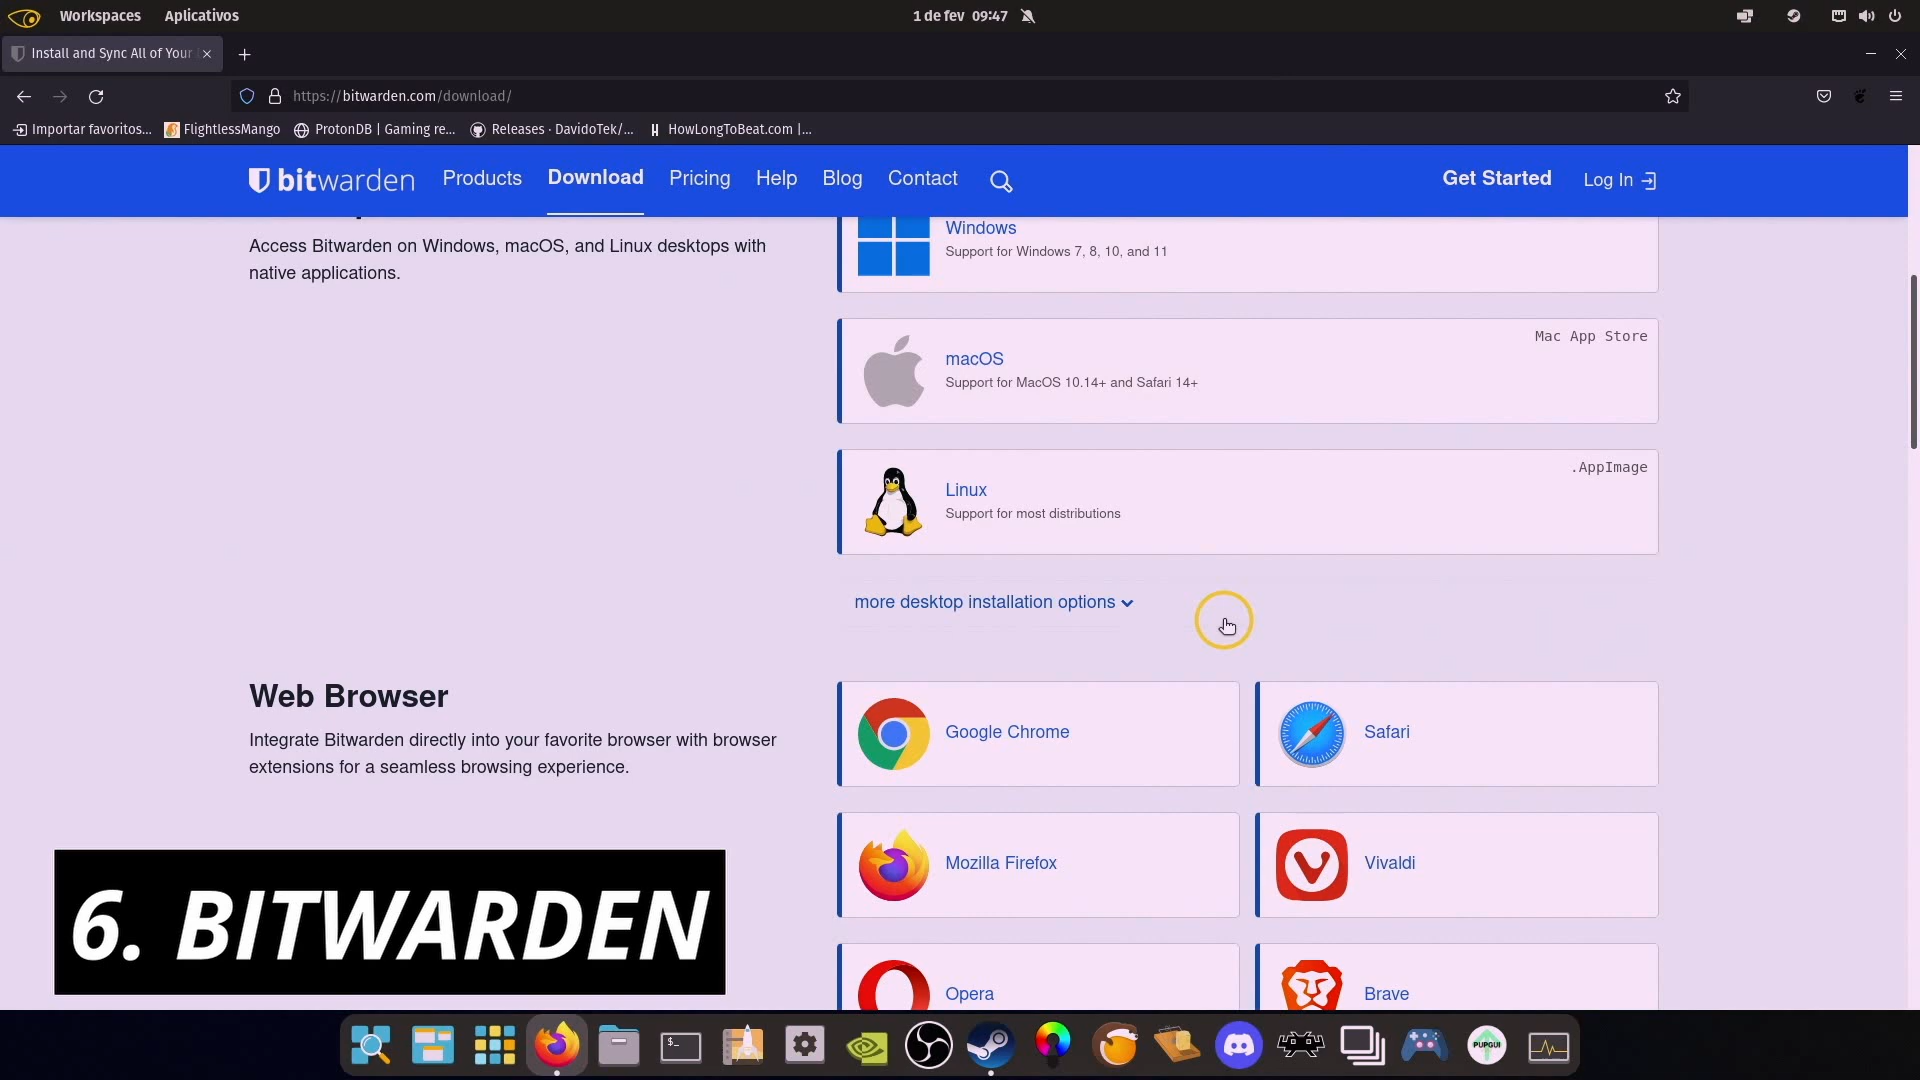 Workspaces Aplicativos 1 de fev 09:47
Install and Sync All of Your
https://bitwarden.com/download/
Importar favoritos... FlightlessMango ProtonDB | Gaming re... Releases · DavidoTek/... HowLongToBeat.com |...
bitwarden Products Download Pricing Help Blog Contact Get Started Log In
Access Bitwarden on Windows, macOS, and Linux desktops with
native applications.
Windows
Support for Windows 7, 8, 10, and 11
Mac App Store
macOS
Support for MacOS 10.14+ and Safari 14+
.AppImage
Linux
Support for most distributions
more desktop installation options
Web Browser
Integrate Bitwarden directly into your favorite browser with browser
extensions for a seamless browsing experience.
Google Chrome Safari
Mozilla Firefox Vivaldi
Opera Brave
6. BITWARDEN
$_
PUPGUI